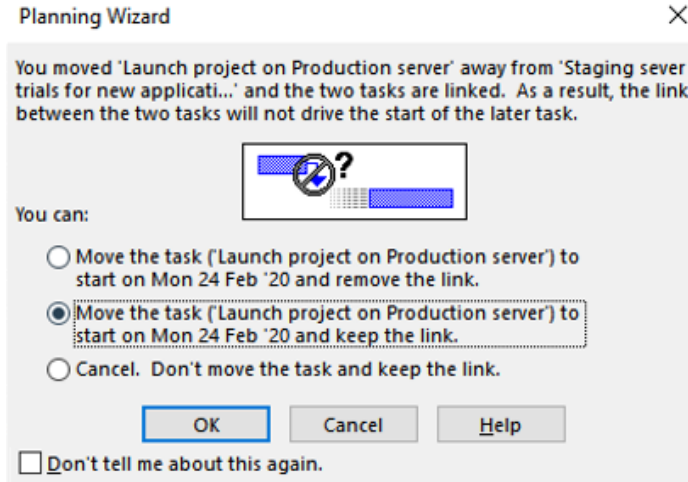 Planning Wizard
You moved 'Launch project on Production server' away from 'Staging sever
trials for new applicati...' and the two tasks are linked. As a result, the link
between the two tasks will not drive the start of the later task.
?
You can:
Move the task ('Launch project on Production server') to
start on Mon 24 Feb '20 and remove the link.
Move the task ('Launch project on Production server') to
start on Mon 24 Feb '20 and keep the link.
Cancel. Don't move the task and keep the link.
OK Cancel Help
Don't tell me about this again.